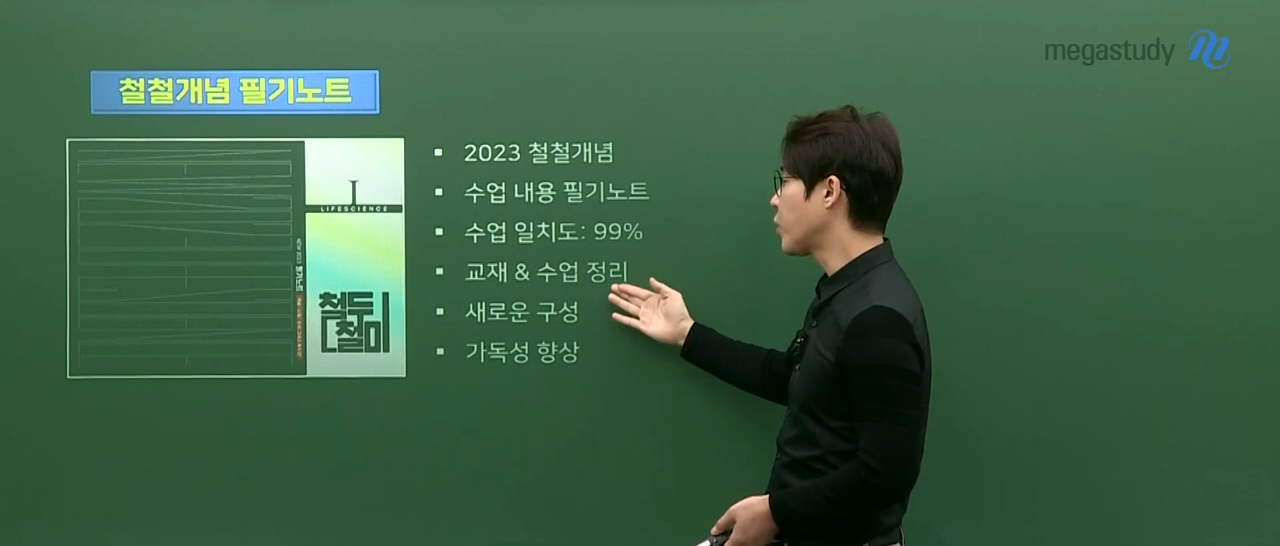 megastudy
철철개념 필기노트
LIFESCIENCE
철두
철미
2023 철철개념
수업 내용 필기노트
수업 일치도: 99%
교재 & 수업 정리
새로운 구성
가독성 향상